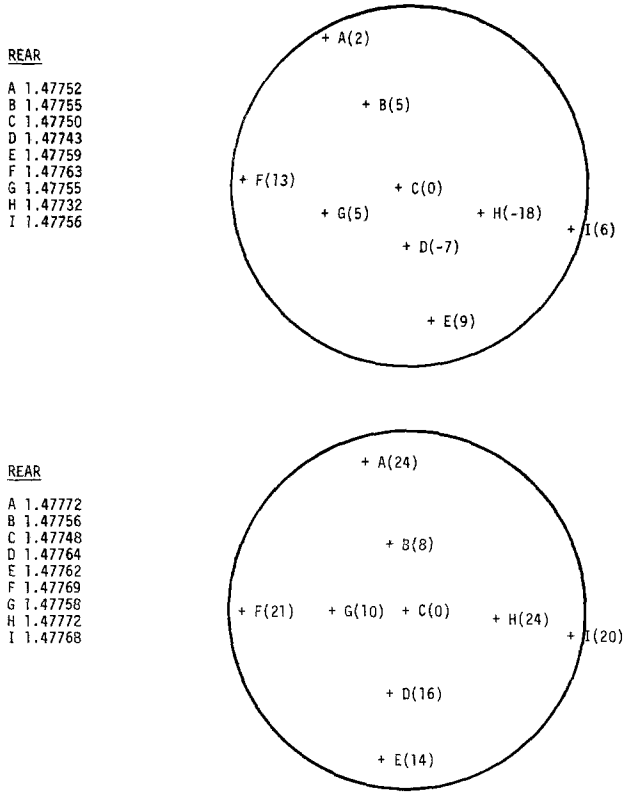 REAR
A 1.47752
B 1.47755
C 1.47750
D 1.47743
E 1.47759
F 1.47763
G 1.47755
H 1.47732
I 1.47756
+ A(2)
+ B(5)
+ F(13)
+ C(0)
+ G(5)
+ H(-18)
+ I(6)
+ D(-7)
+ E(9)
REAR
A 1.47772
B 1.47756
C 1.47748
D 1.47764
E 1.47762
F 1.47769
G 1.47758
H 1.47772
I 1.47768
+ A(24)
+ B(8)
+ F(21)
+ G(10)
+ C(0)
+ H(24)
+ I(20)
+ D(16)
+ E(14)